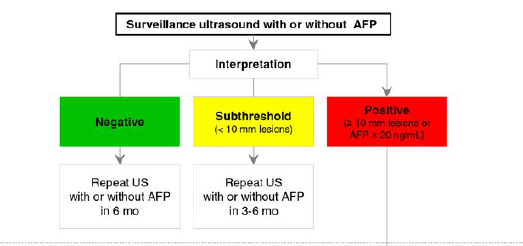 Surveillance ultrasound with or without AFP
Interpretation
Negative
Subthreshold
(< 10 mm lesions)
Positive
(≥ 10 mm lesions or
AFP ≥ 20 ng/mL)
Repeat US
with or without AFP
in 6 mo
Repeat US
with or without AFP
in 3-6 mo